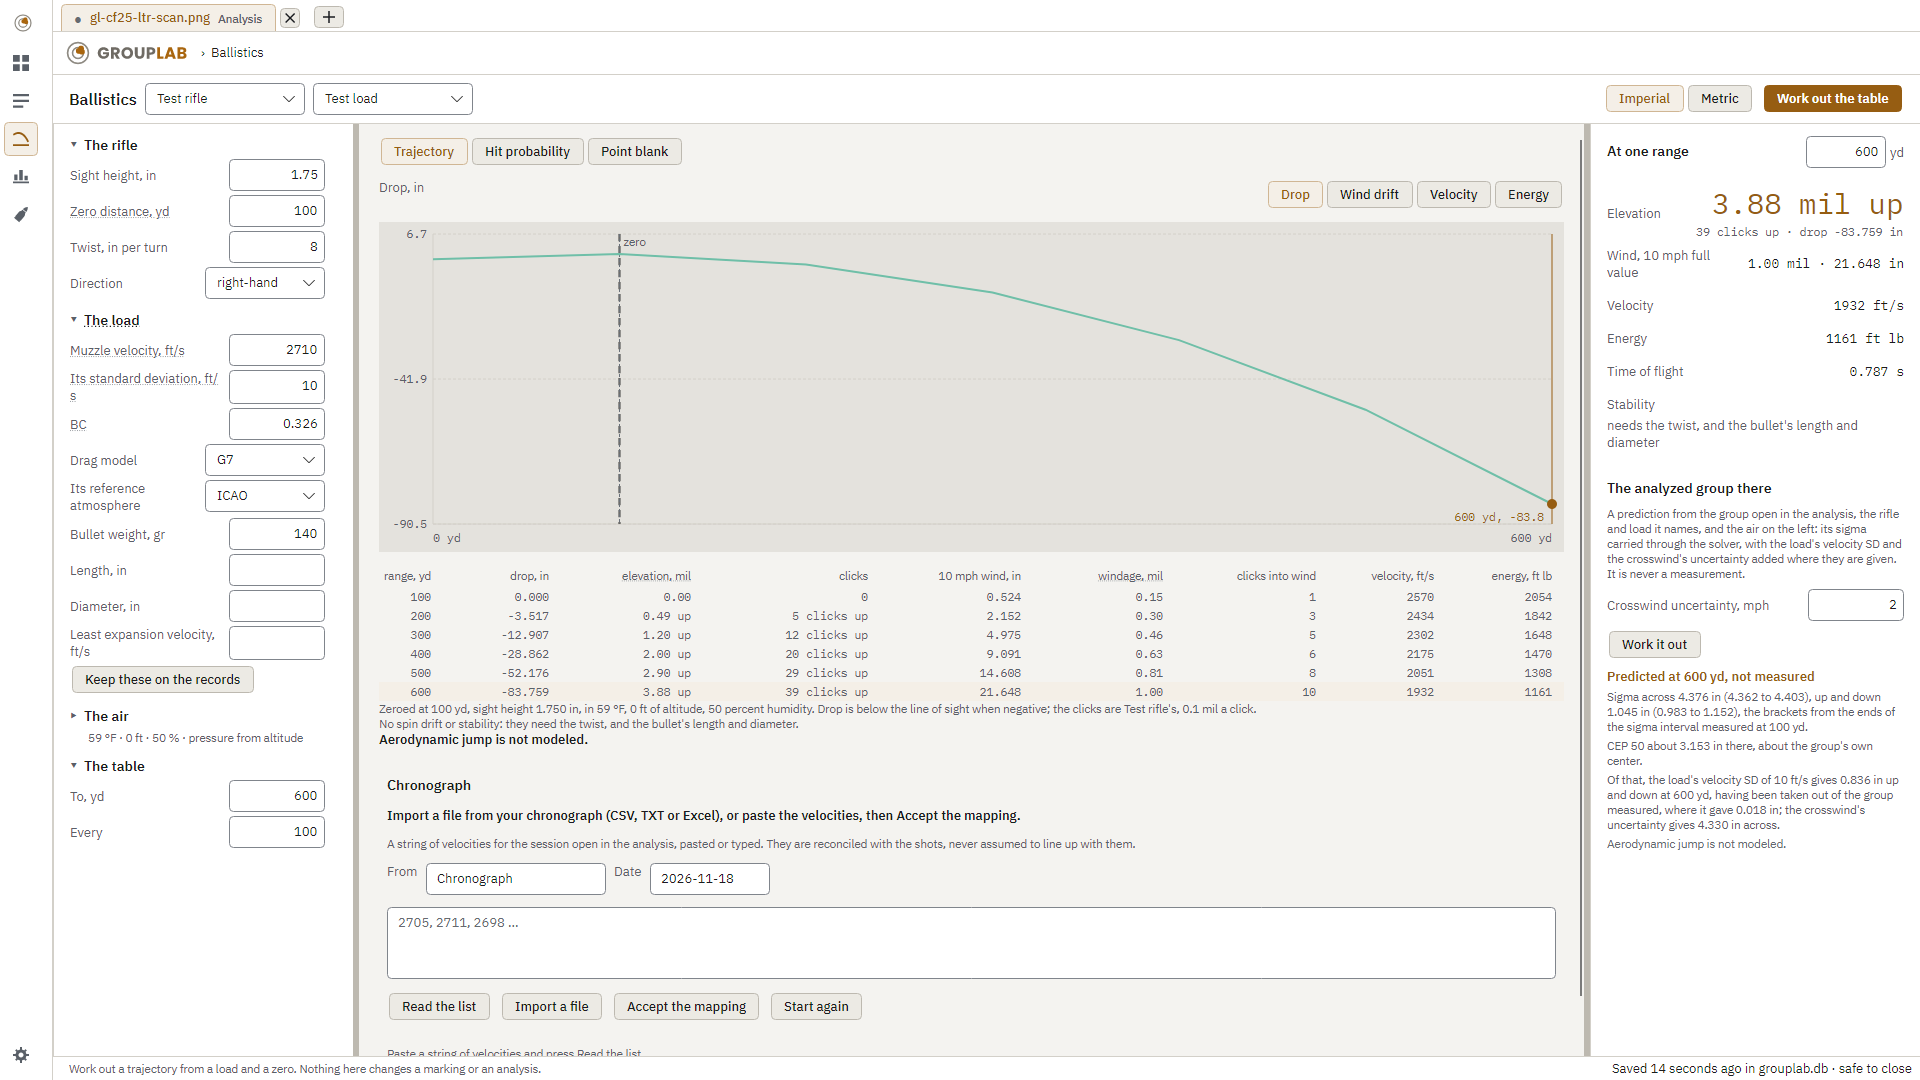 gl-cf25-ltr-scan.png Analysis
GROUPLAB › Ballistics
Ballistics Test rifle Test load Imperial Metric Work out the table
The rifle
Sight height, in 1.75
Zero distance, yd 100
Twist, in per turn 8
Direction right-hand
The load
Muzzle velocity, ft/s 2710
Its standard deviation, ft/
s
10
BC 0.326
Drag model G7
Its reference
atmosphere
ICAO
Bullet weight, gr 140
Length, in
Diameter, in
Least expansion velocity,
ft/s
Keep these on the records
The air
59 °F · 0 ft · 50 % · pressure from altitude
The table
To, yd 600
Every 100
Trajectory Hit probability Point blank
Drop, in
Drop Wind drift Velocity Energy
6.7
zero
-41.9
-90.5
600 yd, -83.8
0 yd 600 yd
range, yd drop, in elevation, mil clicks 10 mph wind, in windage, mil clicks into wind velocity, ft/s energy, ft lb
100 0.000 0.00 0 0.524 0.15 1 2570 2054
200 -3.517 0.49 up 5 clicks up 2.152 0.30 3 2434 1842
300 -12.907 1.20 up 12 clicks up 4.975 0.46 5 2302 1648
400 -28.862 2.00 up 20 clicks up 9.091 0.63 6 2175 1470
500 -52.176 2.90 up 29 clicks up 14.608 0.81 8 2051 1308
600 -83.759 3.88 up 39 clicks up 21.648 1.00 10 1932 1161
Zeroed at 100 yd, sight height 1.750 in, in 59 °F, 0 ft of altitude, 50 percent humidity. Drop is below the line of sight when negative; the clicks are Test rifle's, 0.1 mil a click.
No spin drift or stability: they need the twist, and the bullet's length and diameter.
Aerodynamic jump is not modeled.
Chronograph
Import a file from your chronograph (CSV, TXT or Excel), or paste the velocities, then Accept the mapping.
A string of velocities for the session open in the analysis, pasted or typed. They are reconciled with the shots, never assumed to line up with them.
From Chronograph Date 2026-11-18
2705, 2711, 2698 ...
Read the list Import a file Accept the mapping Start again
Paste a string of velocities and press Read the list
At one range 600 yd
Elevation 3.88 mil up
39 clicks up · drop -83.759 in
Wind, 10 mph full
value
1.00 mil · 21.648 in
Velocity 1932 ft/s
Energy 1161 ft lb
Time of flight 0.787 s
Stability
needs the twist, and the bullet's length and
diameter
The analyzed group there
A prediction from the group open in the analysis, the rifle
and load it names, and the air on the left: its sigma
carried through the solver, with the load's velocity SD and
the crosswind's uncertainty added where they are given.
It is never a measurement.
Crosswind uncertainty, mph 2
Work it out
Predicted at 600 yd, not measured
Sigma across 4.376 in (4.362 to 4.403), up and down
1.045 in (0.983 to 1.152), the brackets from the ends of
the sigma interval measured at 100 yd.
CEP 50 about 3.153 in there, about the group's own
center.
Of that, the load's velocity SD of 10 ft/s gives 0.836 in up
and down at 600 yd, having been taken out of the group
measured, where it gave 0.018 in; the crosswind's
uncertainty gives 4.330 in across.
Aerodynamic jump is not modeled.
Work out a trajectory from a load and a zero. Nothing here changes a marking or an analysis.
Saved 14 seconds ago in grouplab.db · safe to close